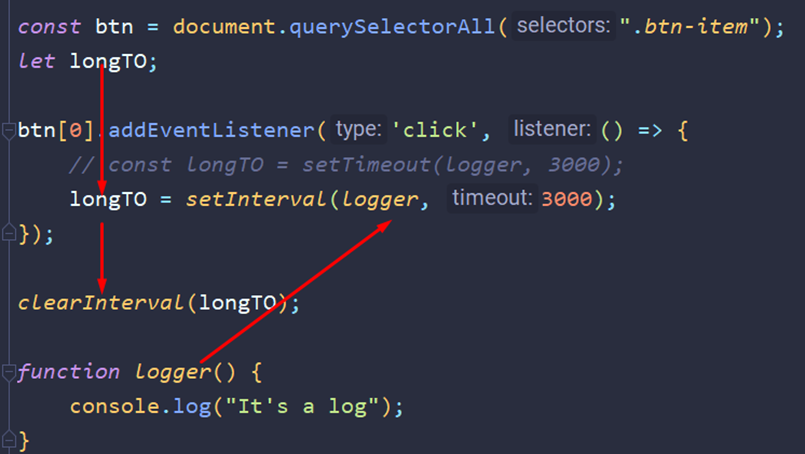 const btn = document.querySelectorAll( selectors: ".btn-item");
let longTO;
btn[0].addEventListener( type: 'click', listener: () => {
// const longTO = setTimeout(logger, 3000);
longTO = setInterval(logger, timeout: 3000);
});
clearInterval(longTO);
function logger() {
console.log("It's a log");
}